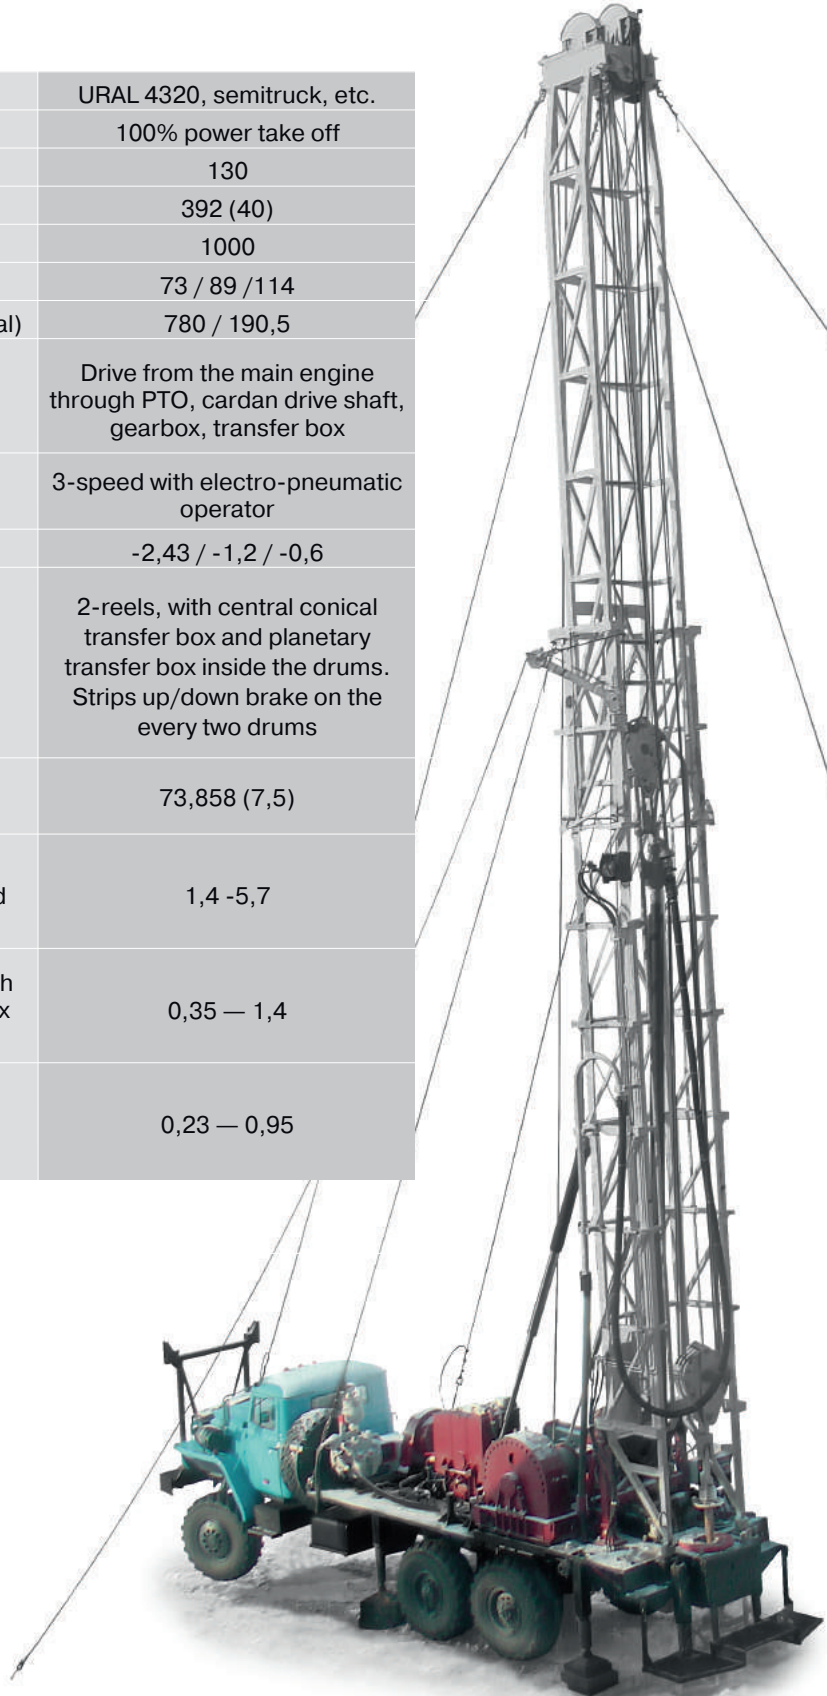 URAL 4320, semitruck, etc.
100% power take off
130
392 (40)
1000
73 / 89 /114
al) 780 / 190,5
Drive from the main engine
through PTO, cardan drive shaft,
gearbox, transfer box
3-speed with electro-pneumatic
operator
-2,43 / -1,2 / -0,6
2-reels, with central conical
transfer box and planetary
transfer box inside the drums.
Strips up/down brake on the
every two drums
73,858 (7,5)
d 1,4 -5,7
h
x 0,35 — 1,4
0,23 — 0,95